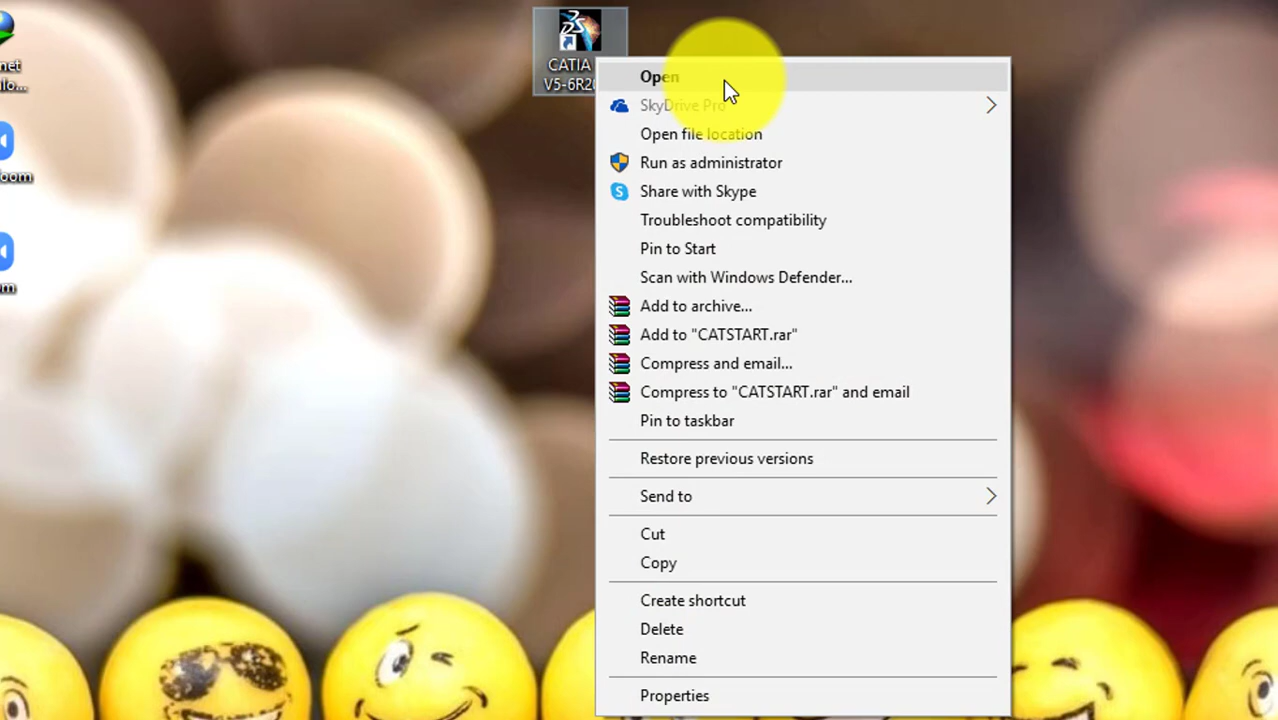 CATIA
Open
SkyDrive Pro
Open file location
Run as administrator
Share with Skype
Troubleshoot compatibility
Pin to Start
Scan with Windows Defender...
Add to archive...
Add to "CATSTART.rar"
Compress and email...
Compress to "CATSTART.rar" and email
Pin to taskbar
Restore previous versions
Send to
Cut
Copy
Create shortcut
Delete
Rename
Properties